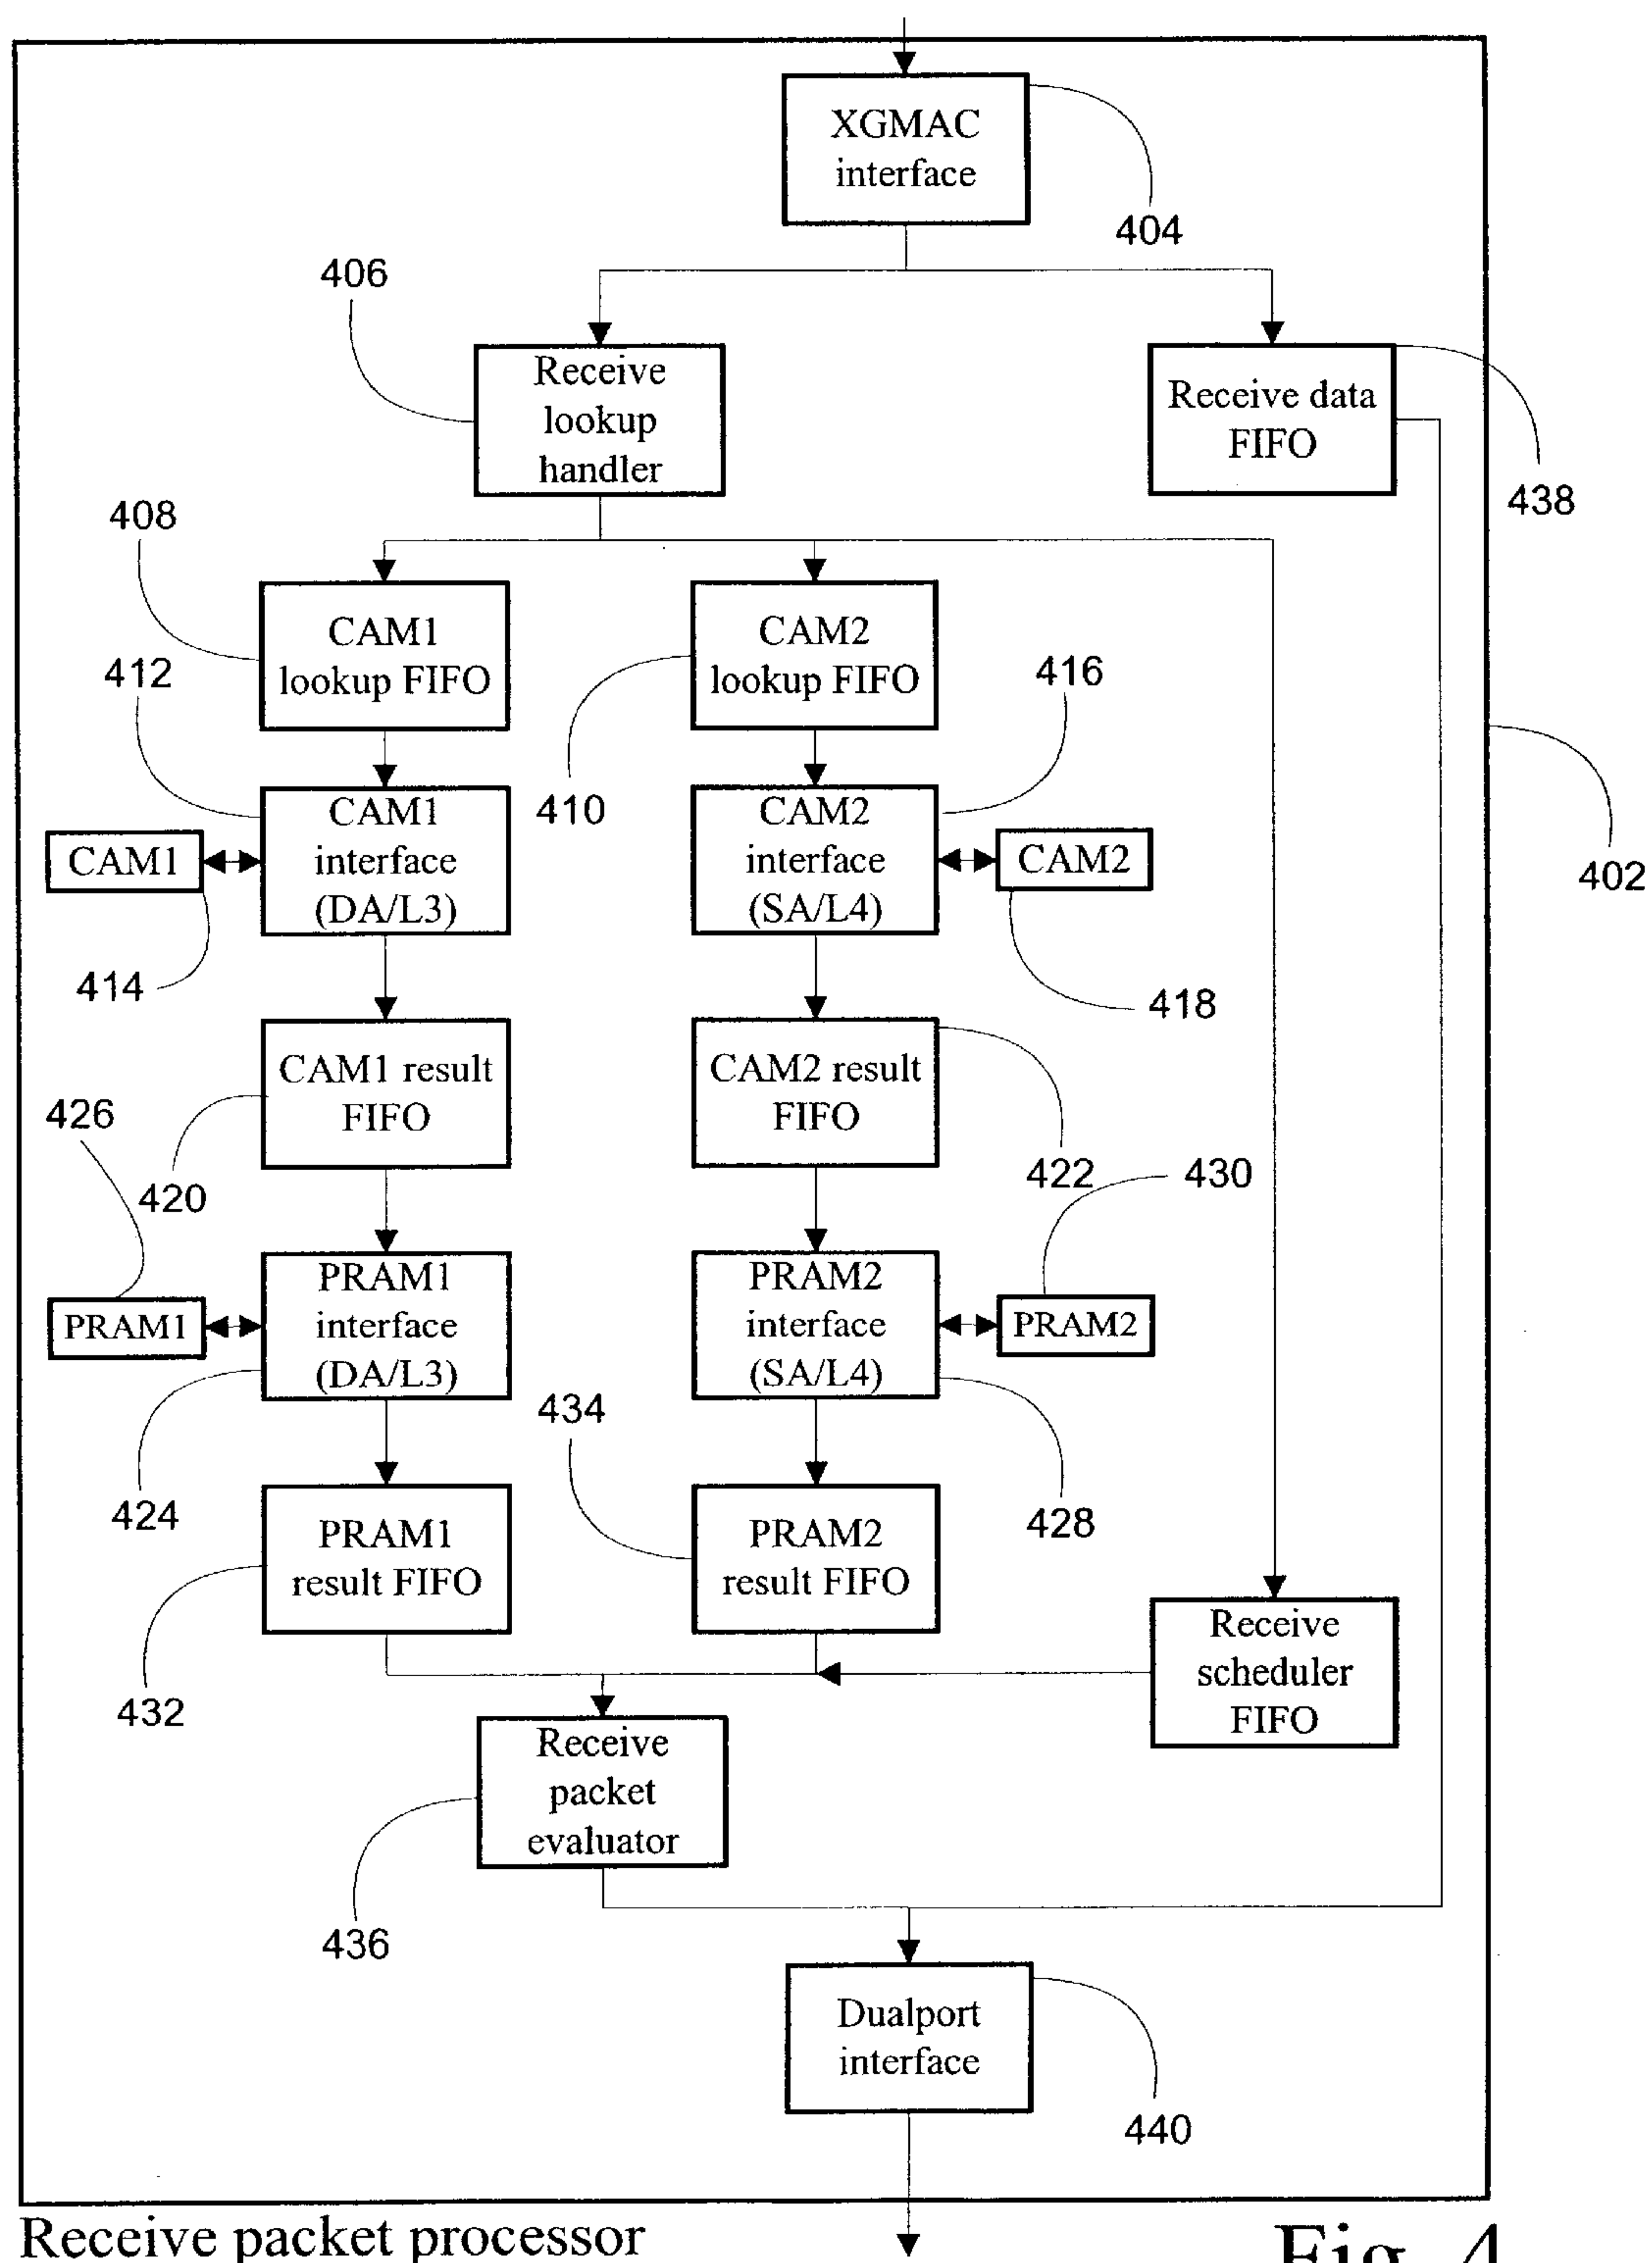 XGMAC
interface
404
406
Receive
lookup
handler
Receive data
FIFO
438
408
CAM1
lookup FIFO
CAM2
lookup FIFO
412
416
410
CAM1
interface
(DA/L3)
CAM2
interface
(SA/L4)
CAM1
CAM2
402
414
418
CAM1 result
FIFO
CAM2 result
FIFO
426
420
422
430
PRAM1
interface
(DA/L3)
PRAM2
interface
(SA/L4)
PRAM1
PRAM2
434
424
428
PRAM1
result FIFO
PRAM2
result FIFO
Receive
scheduler
FIFO
432
Receive
packet
evaluator
436
Dualport
interface
440
Receive packet processor
Fig. 4